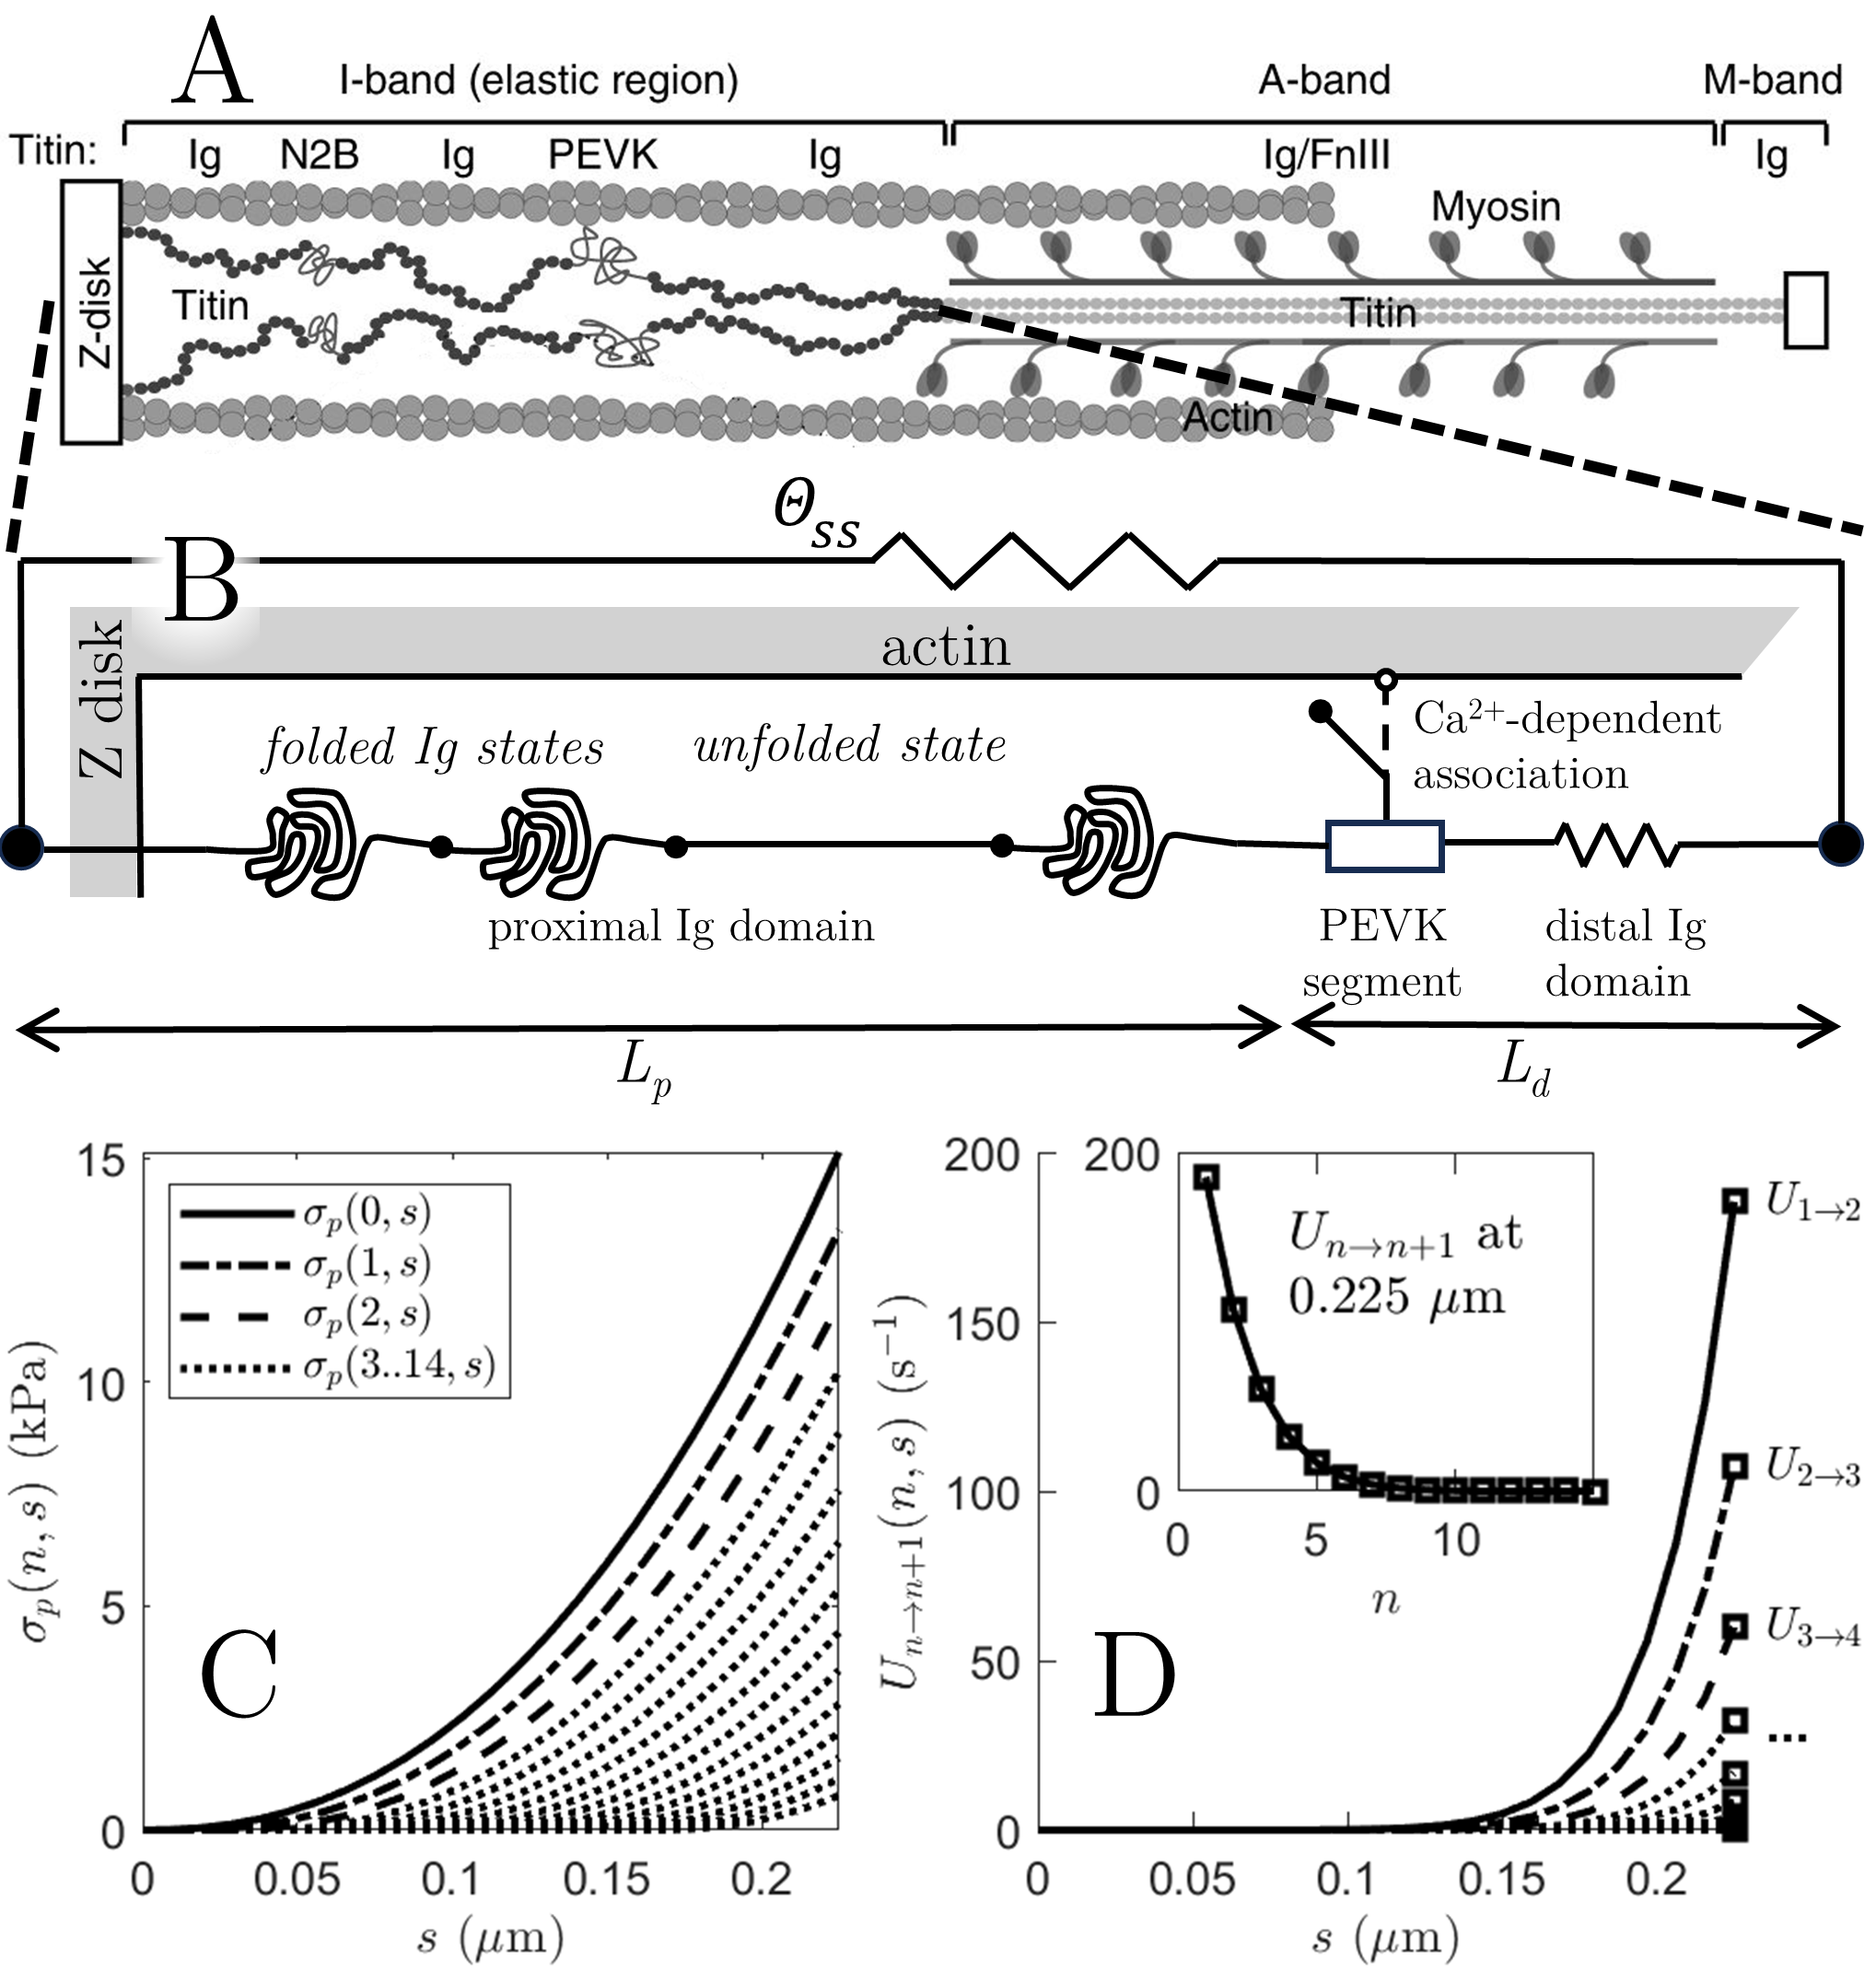 A
I-band (elastic region)
A-band
M-band
Titin:
Ig
N2B
Ig
PEVK
Ig
Ig/FnIII
Ig
Z-disk
Titin
Myosin
Titin
Actin
Θss
B
actin
Z disk
folded Ig states
unfolded state
Ca²⁺-dependent
association
proximal Ig domain
PEVK
segment
distal Ig
domain
Lₚ
L_d
15
10
5
0
σₚ(n, s) (kPa)
σₚ(0, s)
σₚ(1, s)
σₚ(2, s)
σₚ(3..14, s)
C
0
0.05
0.1
0.15
0.2
s (μm)
200
150
100
50
0
Uₙ→ₙ₊₁(n, s) (s⁻¹)
200
0
Uₙ→ₙ₊₁ at
0.225 μm
0
5
10
n
D
U₁→₂
U₂→₃
U₃→₄
...
0
0.05
0.1
0.15
0.2
s (μm)